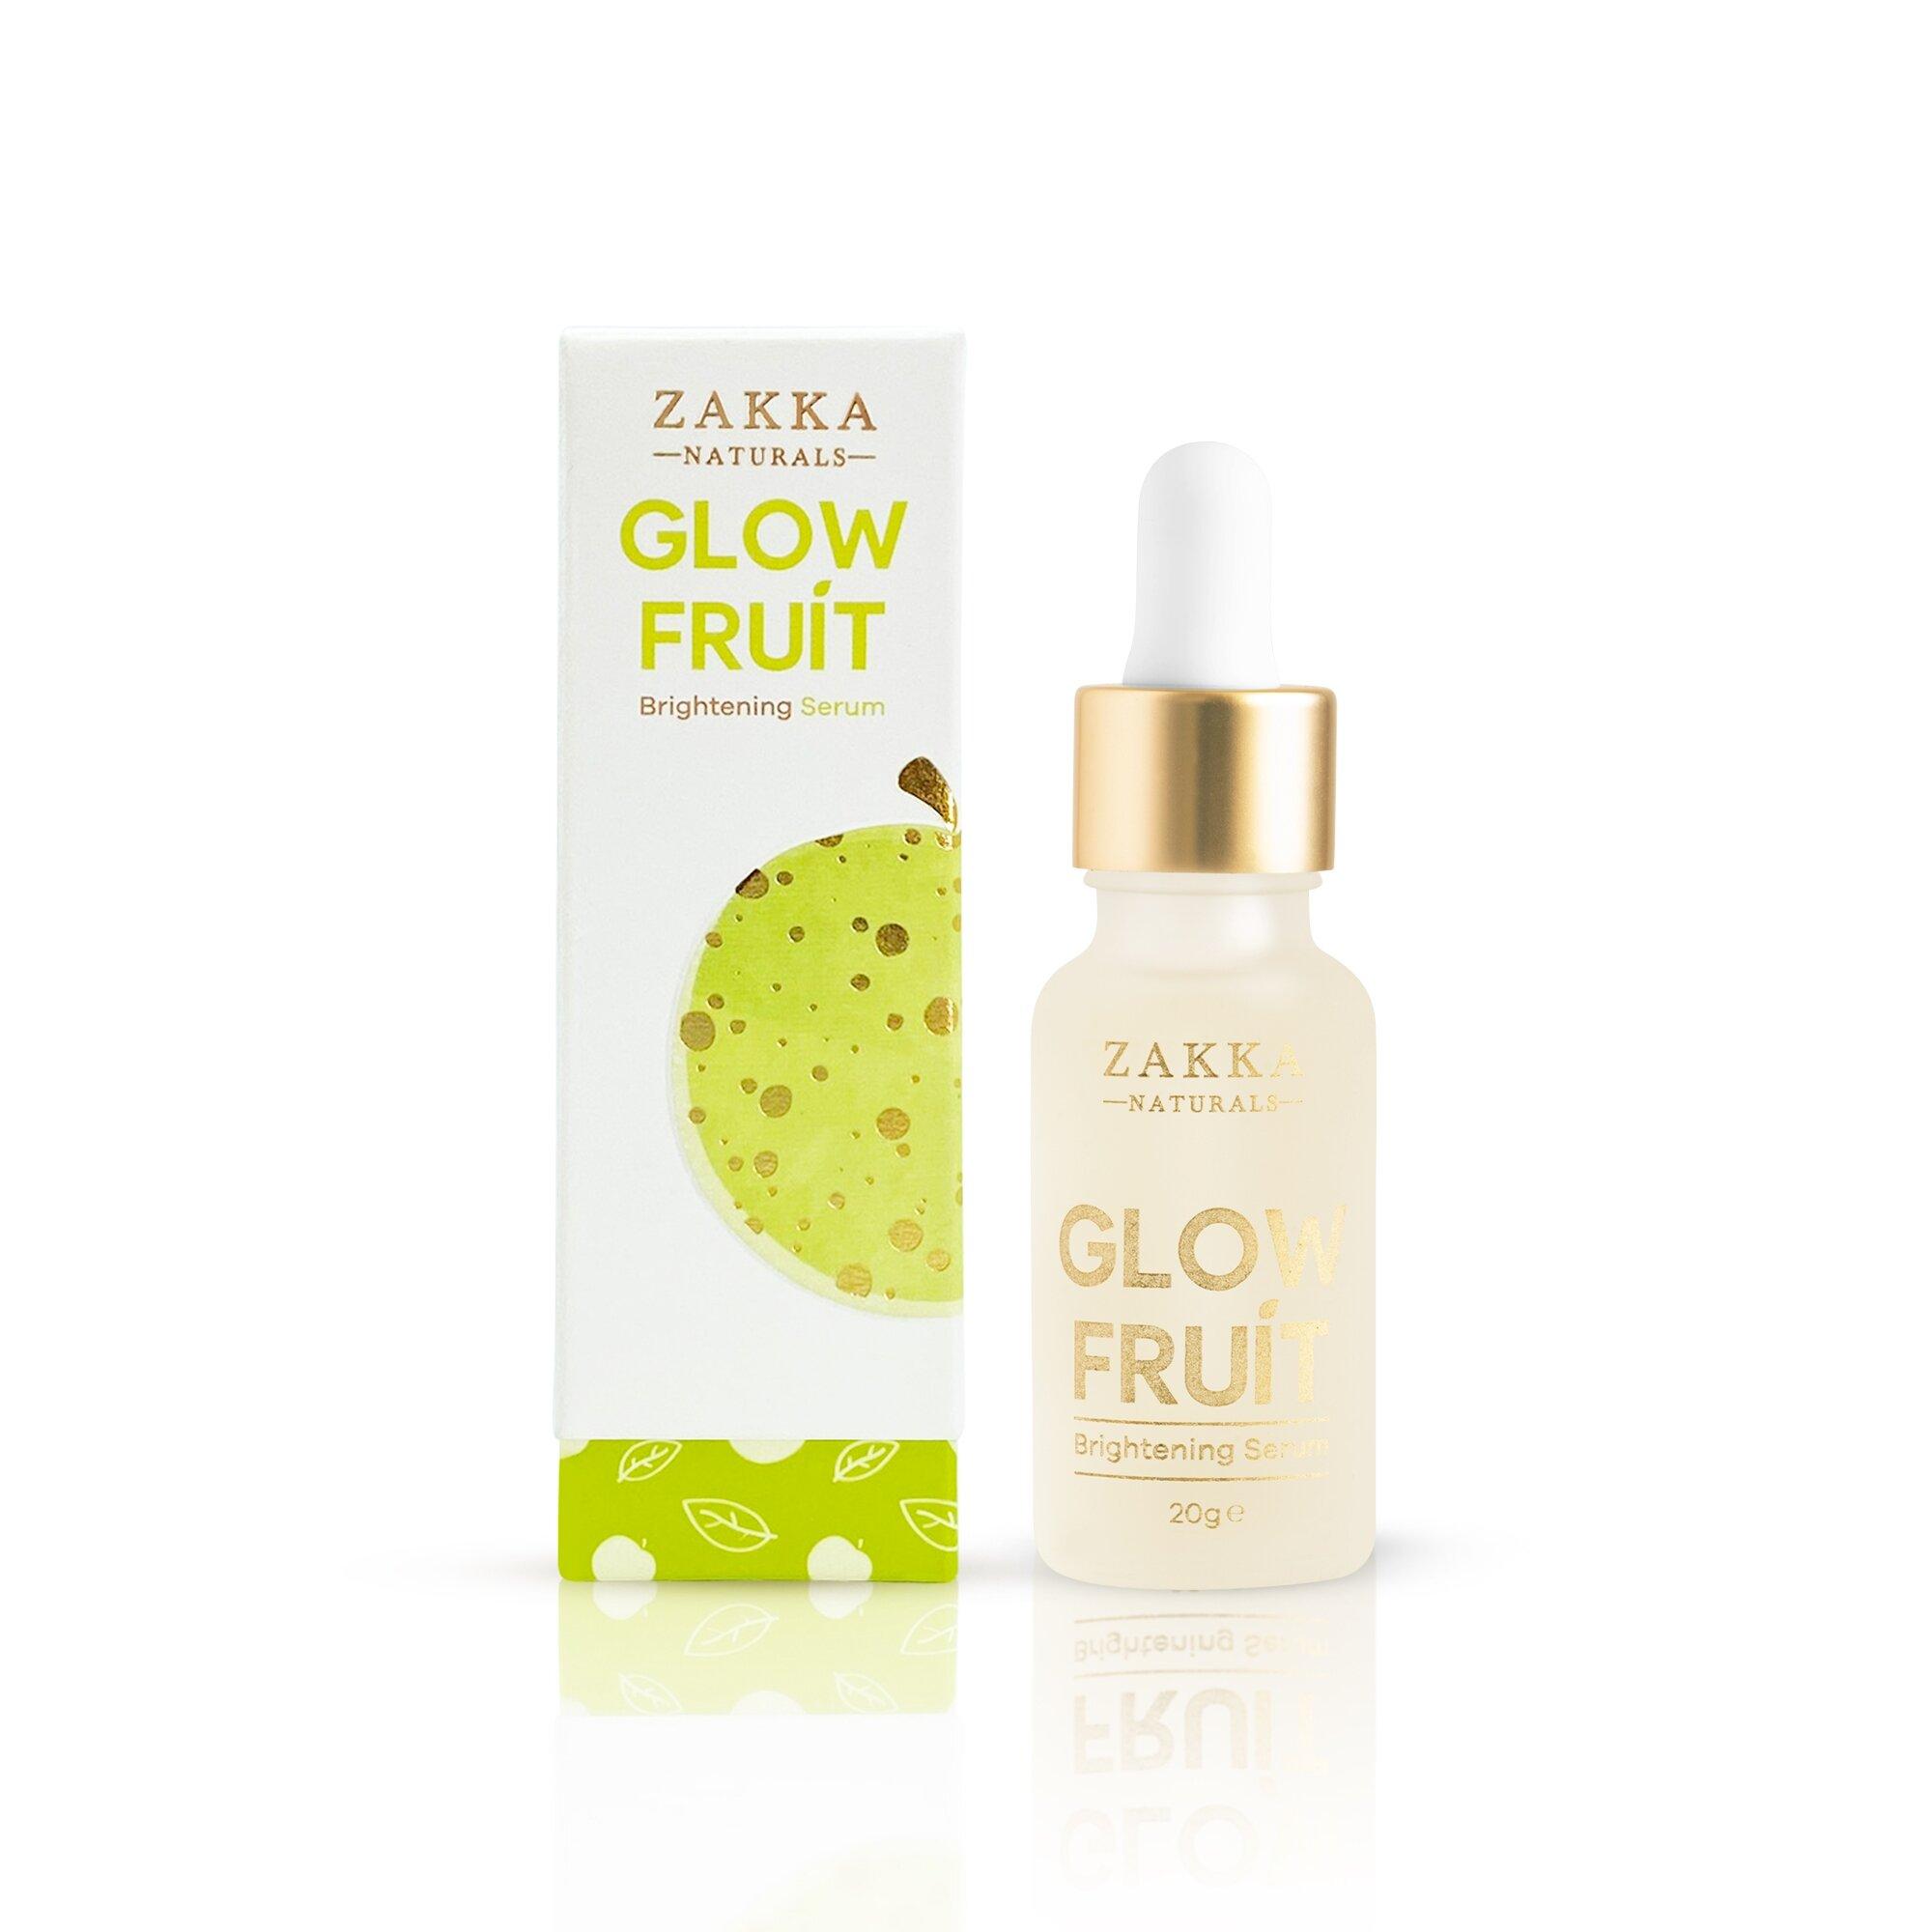 ZAKKA
—NATURALS—
GLOW
FRUIT
Brightening Serum
ZAKKA
—NATURALS—
GLOW
FRUIT
Brightening Serum
20g℮